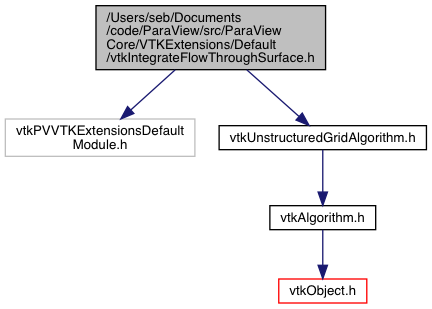 /Users/seb/Documents
/code/ParaView/src/ParaView
Core/VTKExtensions/Default
/vtkIntegrateFlowThroughSurface.h
vtkPVVTKExtensionsDefault
Module.h
vtkUnstructuredGridAlgorithm.h
vtkAlgorithm.h
vtkObject.h